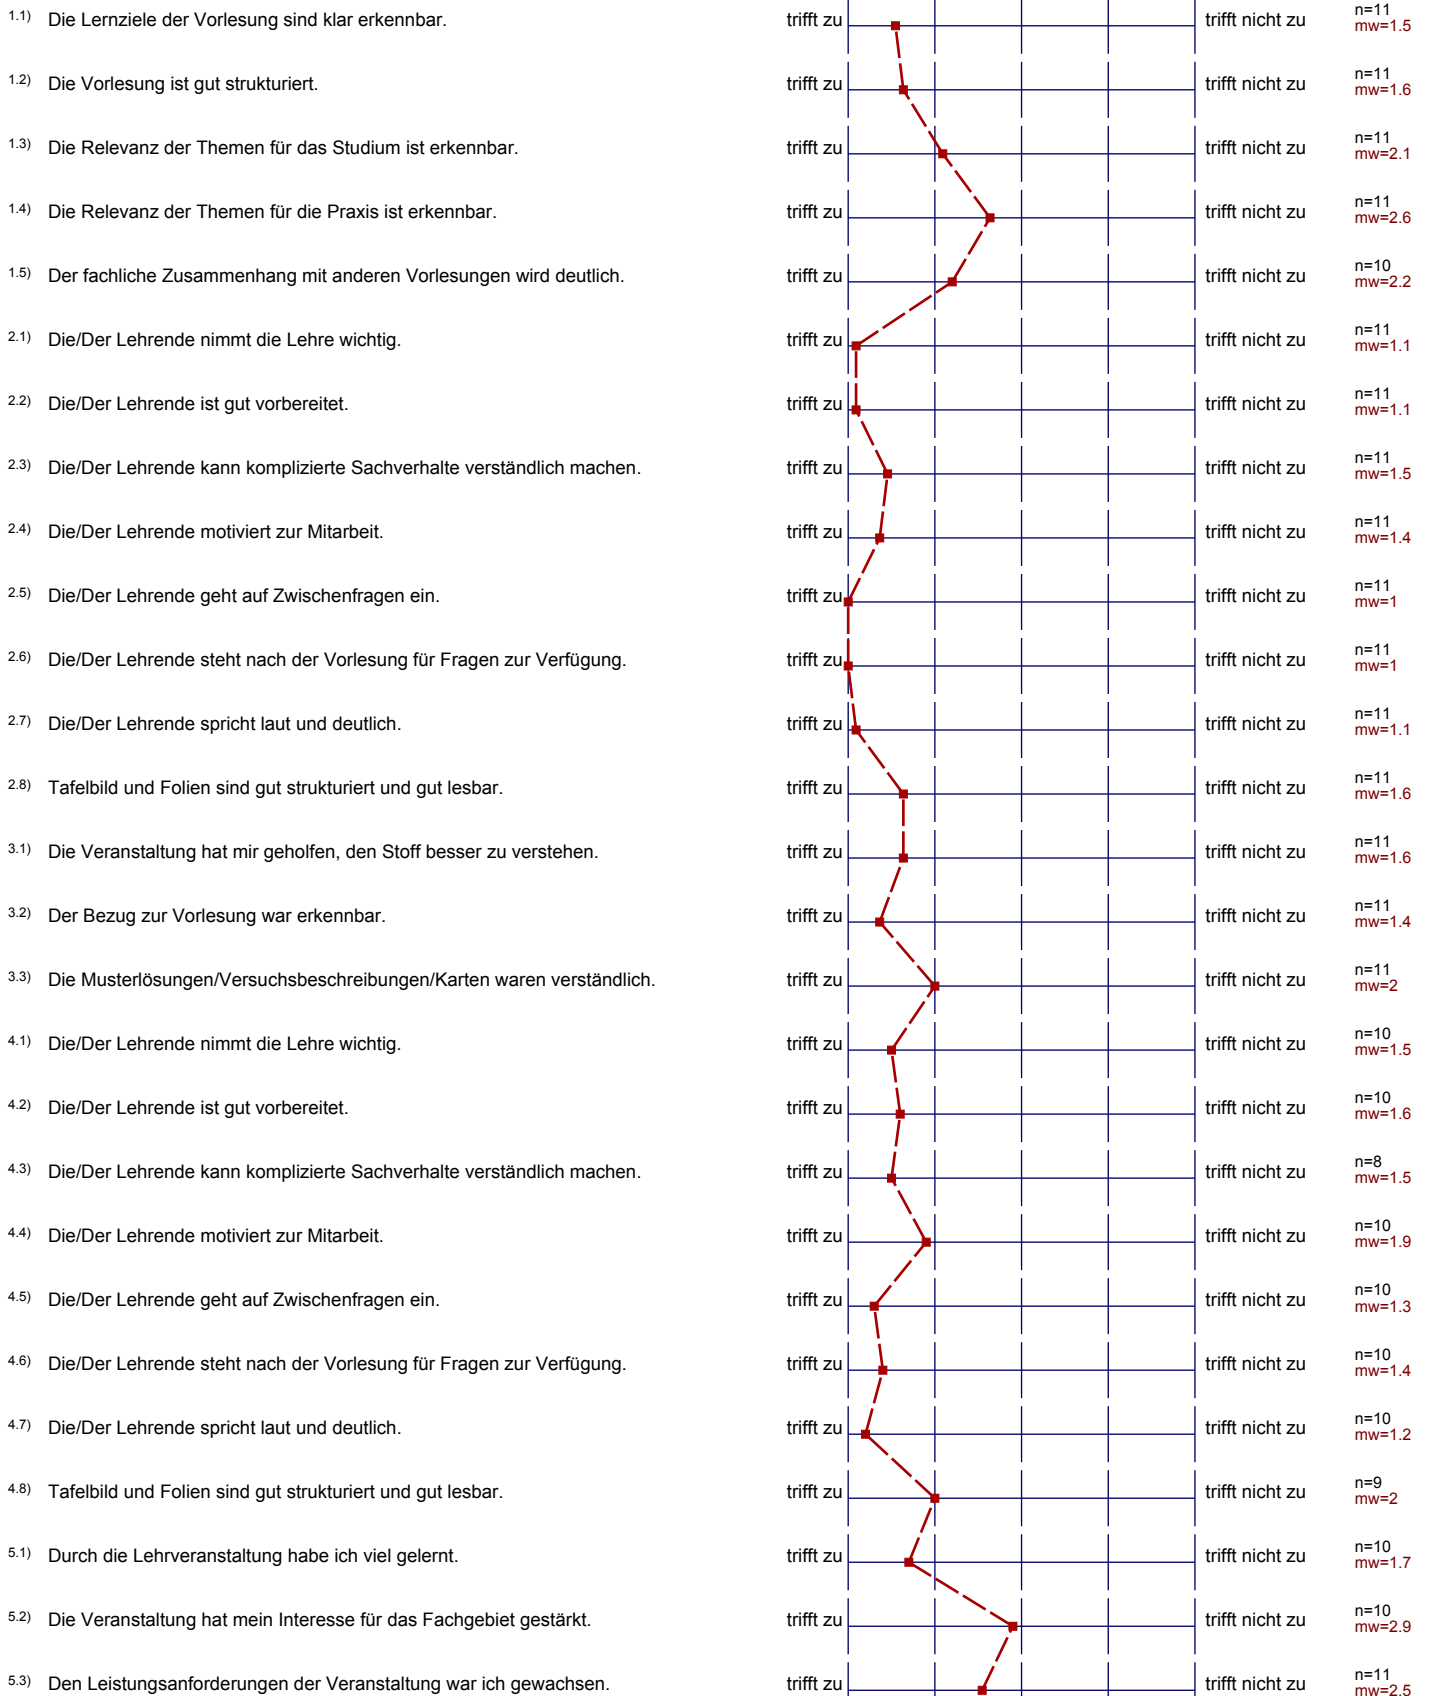 1.1) Die Lernziele der Vorlesung sind klar erkennbar. trifft zu trifft nicht zu n=11 mw=1.5
1.2) Die Vorlesung ist gut strukturiert. trifft zu trifft nicht zu n=11 mw=1.6
1.3) Die Relevanz der Themen für das Studium ist erkennbar. trifft zu trifft nicht zu n=11 mw=2.1
1.4) Die Relevanz der Themen für die Praxis ist erkennbar. trifft zu trifft nicht zu n=11 mw=2.6
1.5) Der fachliche Zusammenhang mit anderen Vorlesungen wird deutlich. trifft zu trifft nicht zu n=10 mw=2.2
2.1) Die/Der Lehrende nimmt die Lehre wichtig. trifft zu trifft nicht zu n=11 mw=1.1
2.2) Die/Der Lehrende ist gut vorbereitet. trifft zu trifft nicht zu n=11 mw=1.1
2.3) Die/Der Lehrende kann komplizierte Sachverhalte verständlich machen. trifft zu trifft nicht zu n=11 mw=1.5
2.4) Die/Der Lehrende motiviert zur Mitarbeit. trifft zu trifft nicht zu n=11 mw=1.4
2.5) Die/Der Lehrende geht auf Zwischenfragen ein. trifft zu trifft nicht zu n=11 mw=1
2.6) Die/Der Lehrende steht nach der Vorlesung für Fragen zur Verfügung. trifft zu trifft nicht zu n=11 mw=1
2.7) Die/Der Lehrende spricht laut und deutlich. trifft zu trifft nicht zu n=11 mw=1.1
2.8) Tafelbild und Folien sind gut strukturiert und gut lesbar. trifft zu trifft nicht zu n=11 mw=1.6
3.1) Die Veranstaltung hat mir geholfen, den Stoff besser zu verstehen. trifft zu trifft nicht zu n=11 mw=1.6
3.2) Der Bezug zur Vorlesung war erkennbar. trifft zu trifft nicht zu n=11 mw=1.4
3.3) Die Musterlösungen/Versuchsbeschreibungen/Karten waren verständlich. trifft zu trifft nicht zu n=11 mw=2
4.1) Die/Der Lehrende nimmt die Lehre wichtig. trifft zu trifft nicht zu n=10 mw=1.5
4.2) Die/Der Lehrende ist gut vorbereitet. trifft zu trifft nicht zu n=10 mw=1.6
4.3) Die/Der Lehrende kann komplizierte Sachverhalte verständlich machen. trifft zu trifft nicht zu n=8 mw=1.5
4.4) Die/Der Lehrende motiviert zur Mitarbeit. trifft zu trifft nicht zu n=10 mw=1.9
4.5) Die/Der Lehrende geht auf Zwischenfragen ein. trifft zu trifft nicht zu n=10 mw=1.3
4.6) Die/Der Lehrende steht nach der Vorlesung für Fragen zur Verfügung. trifft zu trifft nicht zu n=10 mw=1.4
4.7) Die/Der Lehrende spricht laut und deutlich. trifft zu trifft nicht zu n=10 mw=1.2
4.8) Tafelbild und Folien sind gut strukturiert und gut lesbar. trifft zu trifft nicht zu n=9 mw=2
5.1) Durch die Lehrveranstaltung habe ich viel gelernt. trifft zu trifft nicht zu n=10 mw=1.7
5.2) Die Veranstaltung hat mein Interesse für das Fachgebiet gestärkt. trifft zu trifft nicht zu n=10 mw=2.9
5.3) Den Leistungsanforderungen der Veranstaltung war ich gewachsen. trifft zu trifft nicht zu n=11 mw=2.5